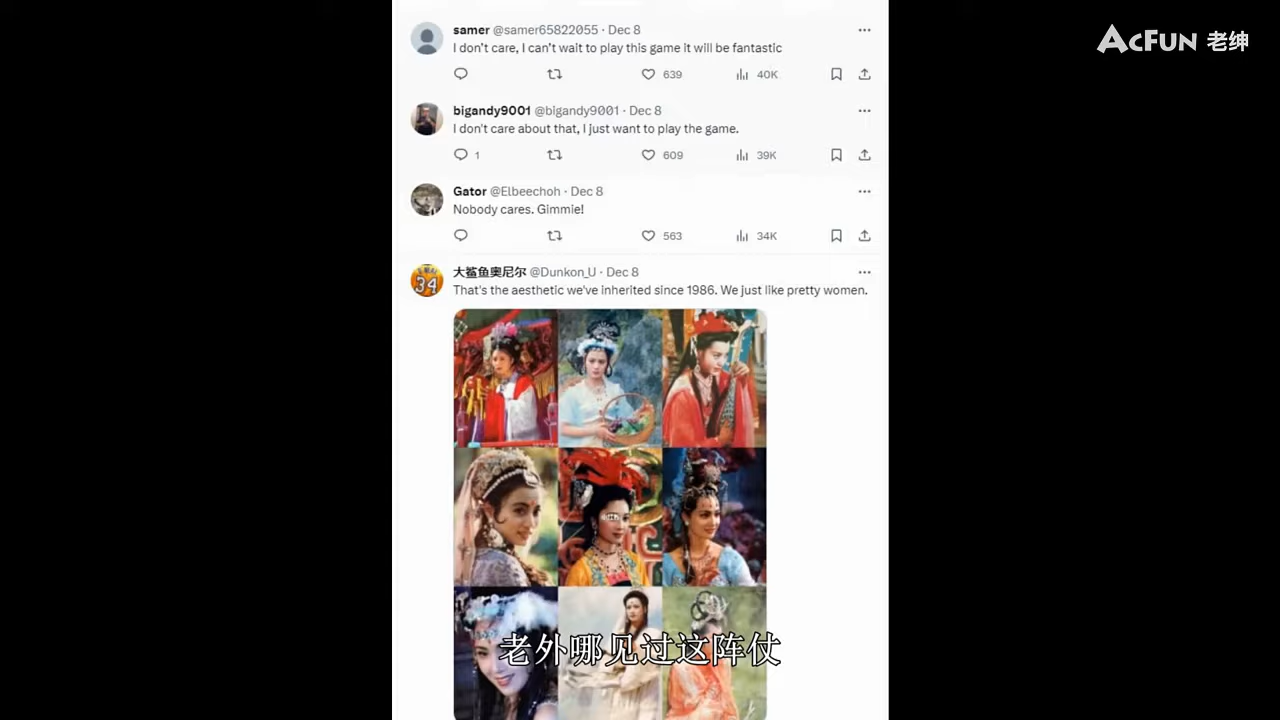 ACFUN 老绅
samer @samer65822055 · Dec 8
I don't care, I can't wait to play this game it will be fantastic
639 40K
bigandy9001 @bigandy9001 · Dec 8
I don't care about that, I just want to play the game.
1 609 39K
Gator @Elbeechoh · Dec 8
Nobody cares. Gimmie!
563 34K
大鲨鱼奥尼尔 @Dunkon_U · Dec 8
That's the aesthetic we've inherited since 1986. We just like pretty women.
34
老外哪见过这阵仗